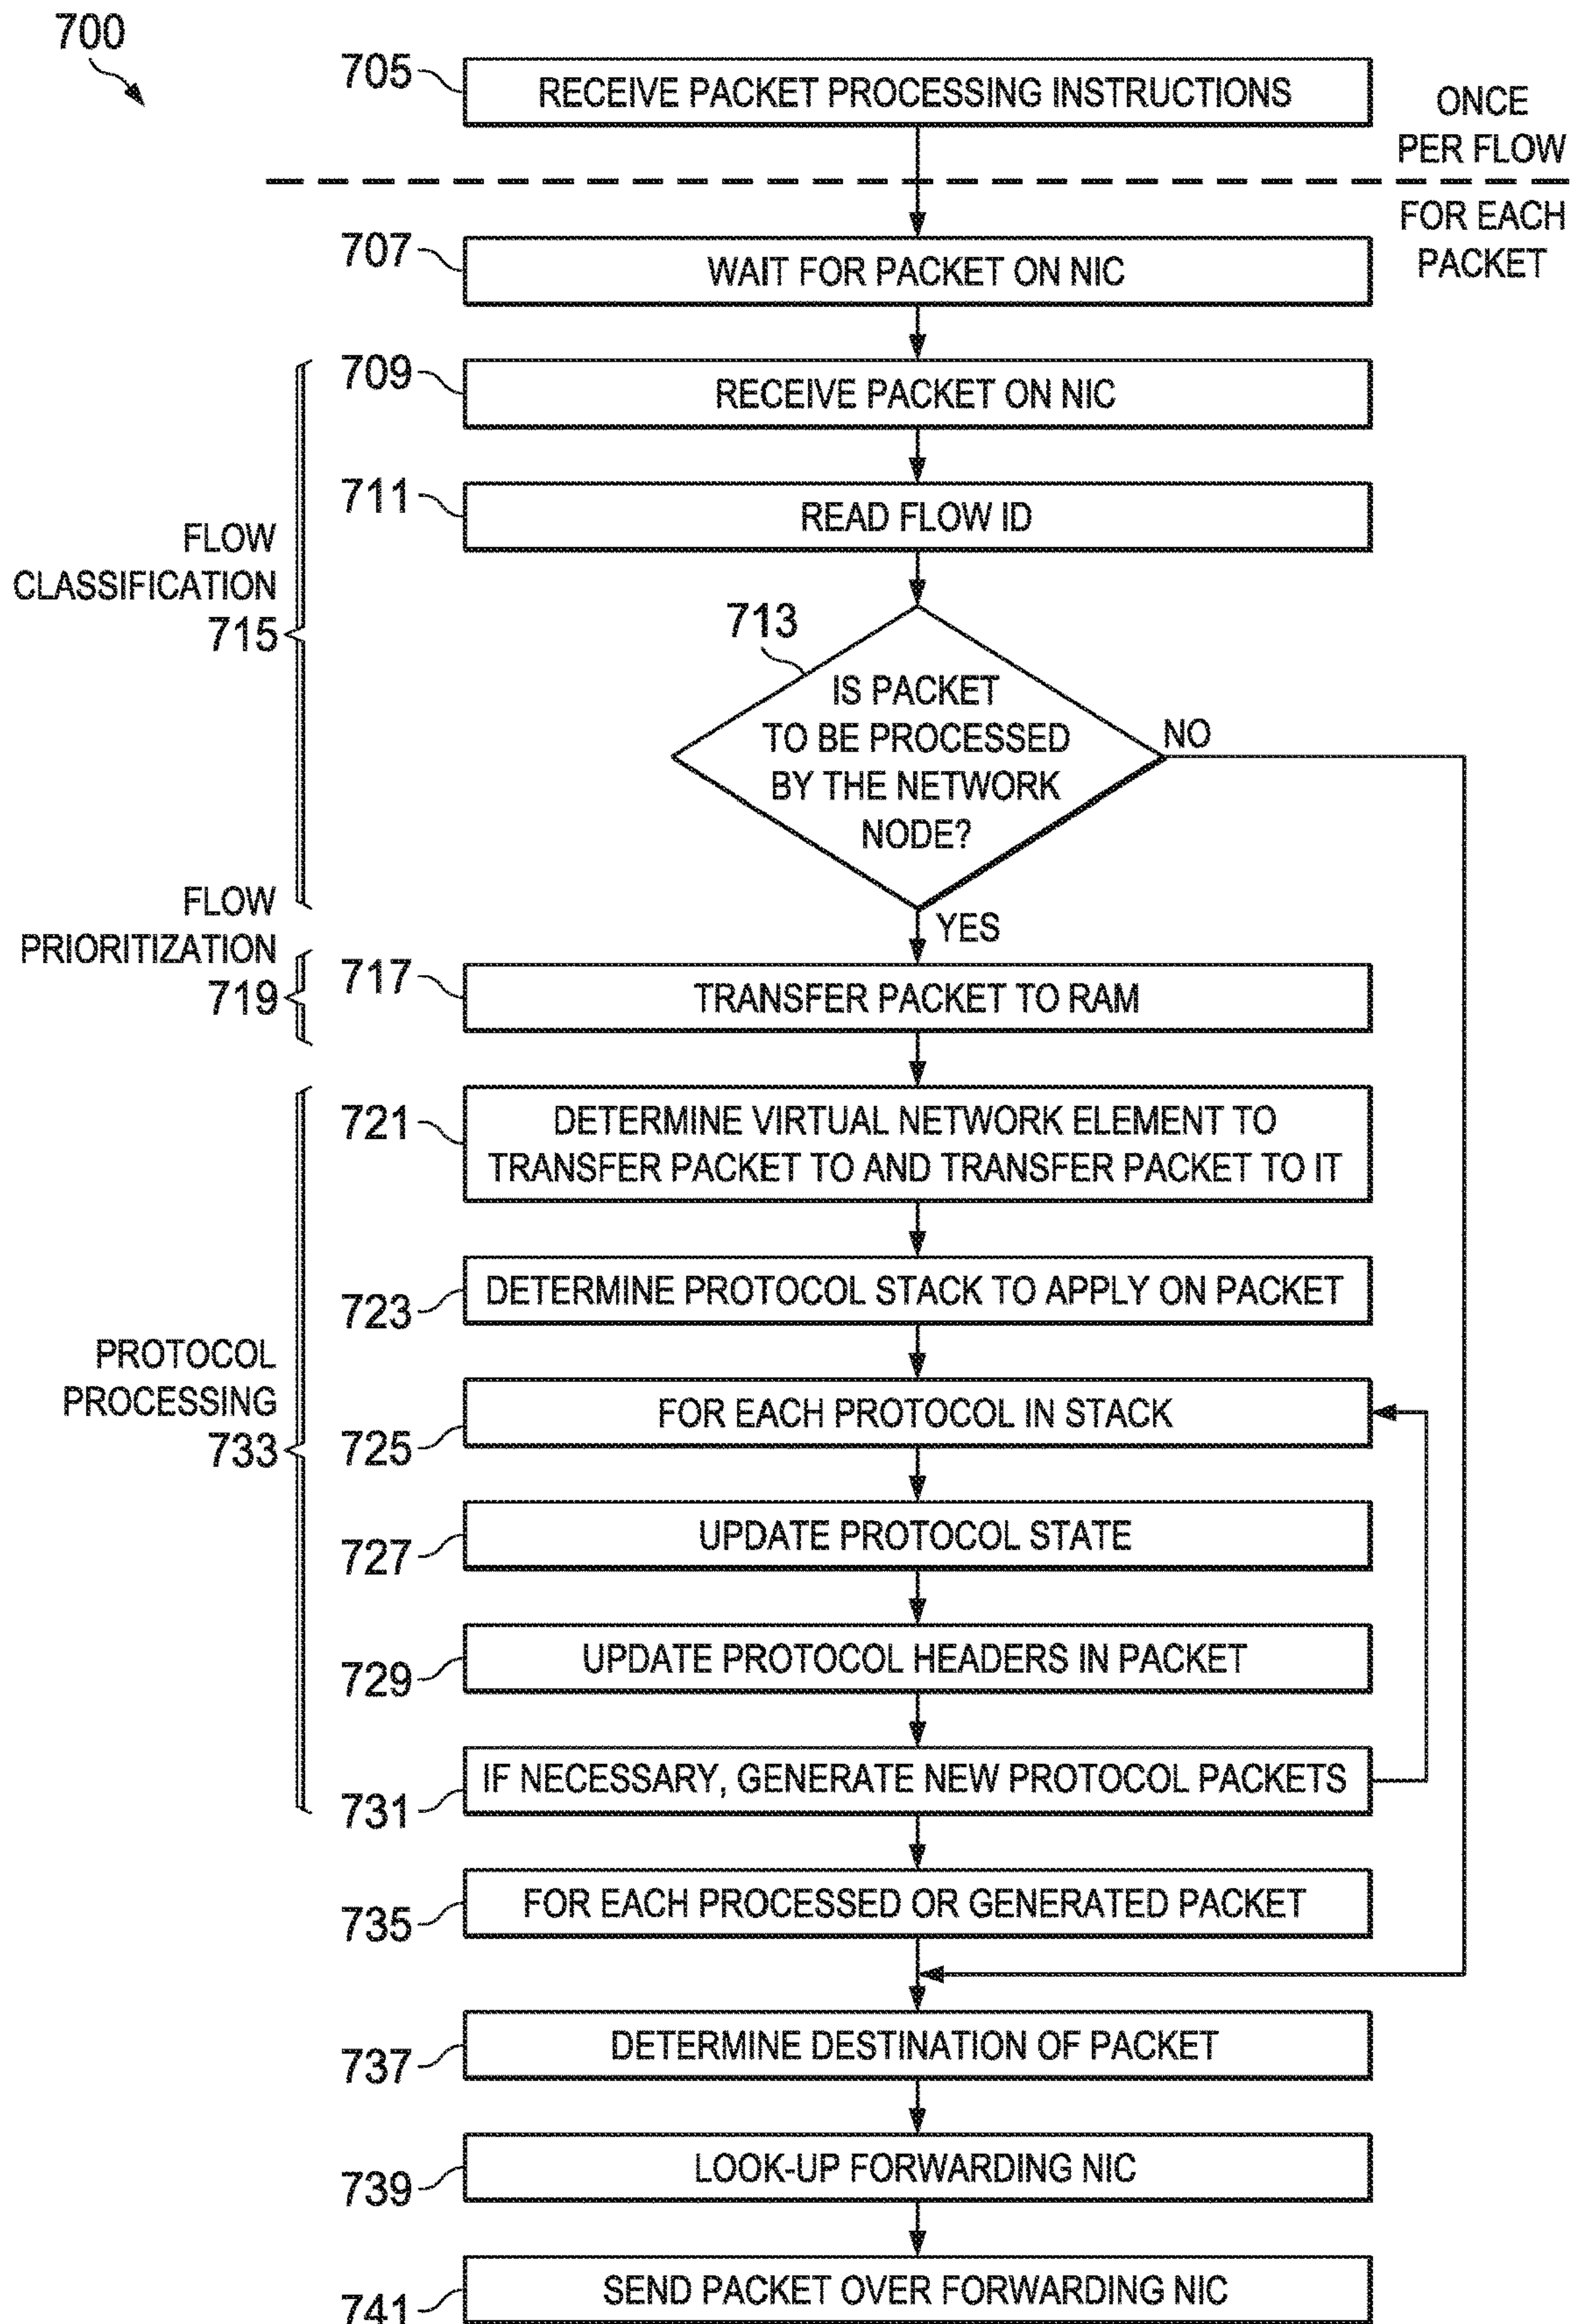 700
705
RECEIVE PACKET PROCESSING INSTRUCTIONS
ONCE
PER FLOW
FOR EACH
PACKET
707
WAIT FOR PACKET ON NIC
709
RECEIVE PACKET ON NIC
711
READ FLOW ID
FLOW
CLASSIFICATION
715
713
IS PACKET
TO BE PROCESSED
BY THE NETWORK
NODE?
NO
YES
FLOW
PRIORITIZATION
719
717
TRANSFER PACKET TO RAM
721
DETERMINE VIRTUAL NETWORK ELEMENT TO
TRANSFER PACKET TO AND TRANSFER PACKET TO IT
723
DETERMINE PROTOCOL STACK TO APPLY ON PACKET
PROTOCOL
PROCESSING
733
725
FOR EACH PROTOCOL IN STACK
727
UPDATE PROTOCOL STATE
729
UPDATE PROTOCOL HEADERS IN PACKET
731
IF NECESSARY, GENERATE NEW PROTOCOL PACKETS
735
FOR EACH PROCESSED OR GENERATED PACKET
737
DETERMINE DESTINATION OF PACKET
739
LOOK-UP FORWARDING NIC
741
SEND PACKET OVER FORWARDING NIC